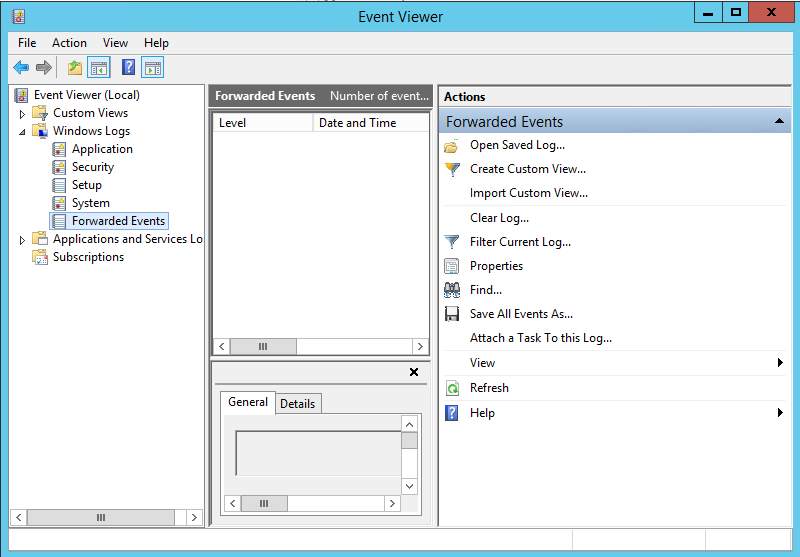 Event Viewer
File Action View Help
Event Viewer (Local)
Custom Views
Windows Logs
Application
Security
Setup
System
Forwarded Events
Applications and Services Lo
Subscriptions
Forwarded Events Number of event...
Level Date and Time
General Details
Actions
Forwarded Events
Open Saved Log...
Create Custom View...
Import Custom View...
Clear Log...
Filter Current Log...
Properties
Find...
Save All Events As...
Attach a Task To this Log...
View
Refresh
Help